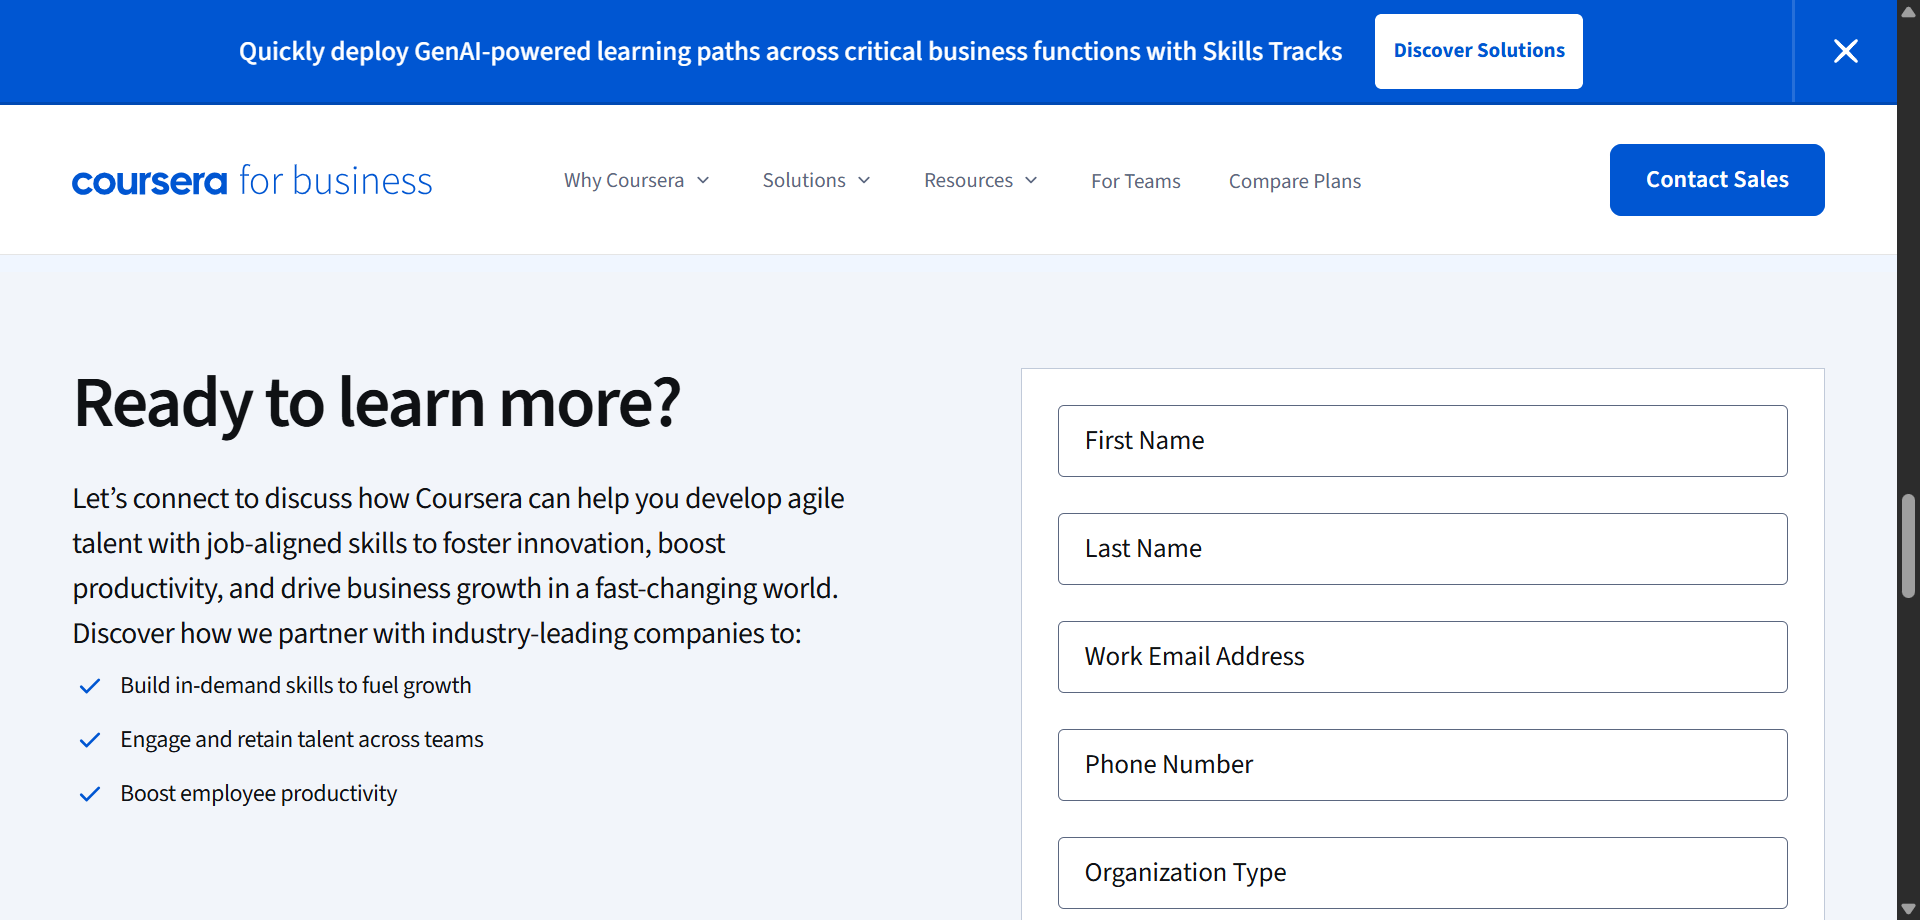 Quickly deploy GenAI-powered learning paths across critical business functions with Skills Tracks
Discover Solutions
coursera for business
Why Coursera
Solutions
Resources
For Teams
Compare Plans
Contact Sales
Ready to learn more?
Let’s connect to discuss how Coursera can help you develop agile
talent with job-aligned skills to foster innovation, boost
productivity, and drive business growth in a fast-changing world.
Discover how we partner with industry-leading companies to:
Build in-demand skills to fuel growth
Engage and retain talent across teams
Boost employee productivity
First Name
Last Name
Work Email Address
Phone Number
Organization Type